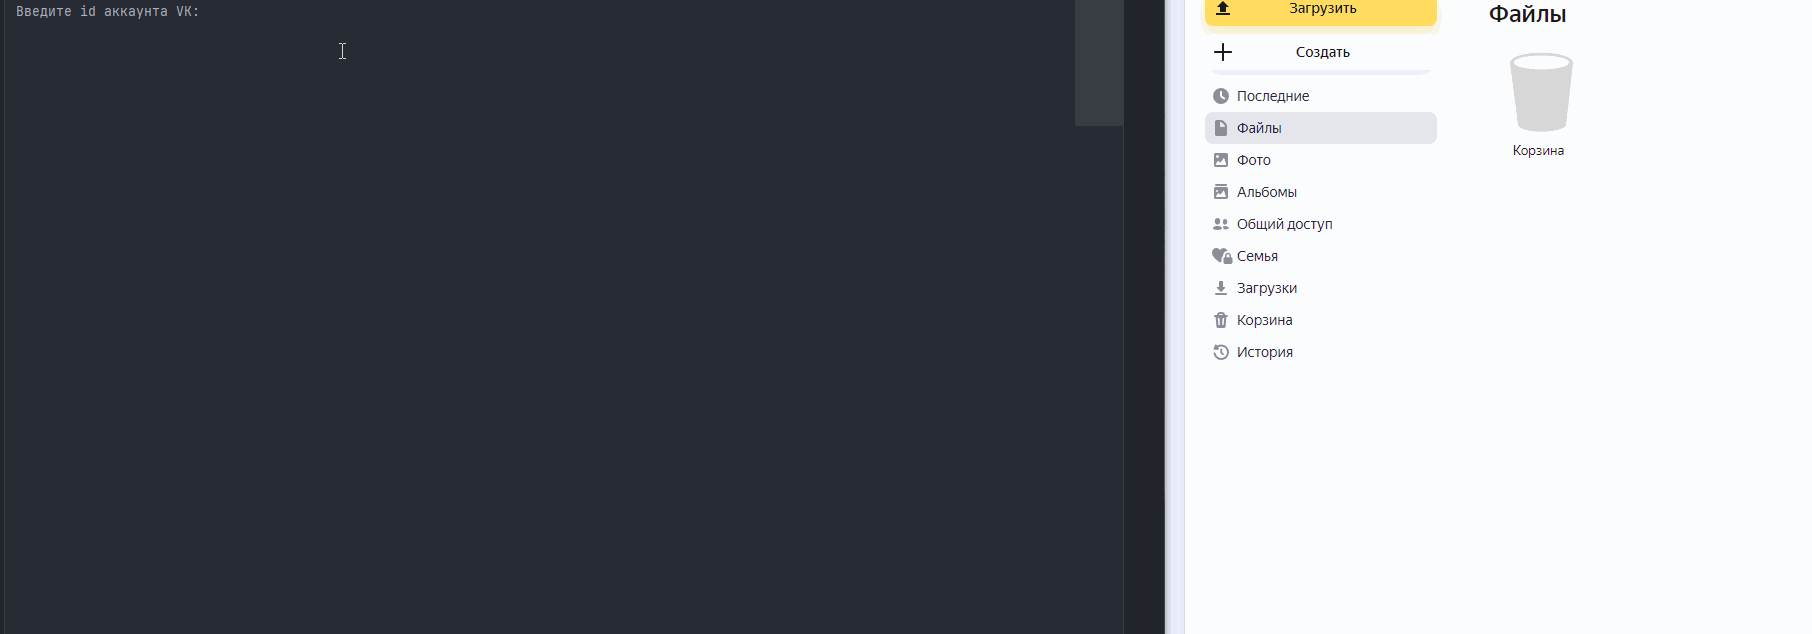 Введите id аккаунта VK:
Загрузить
Создать
Последние
Файлы
Фото
Альбомы
Общий доступ
Семья
Загрузки
Корзина
История
Файлы
Корзина